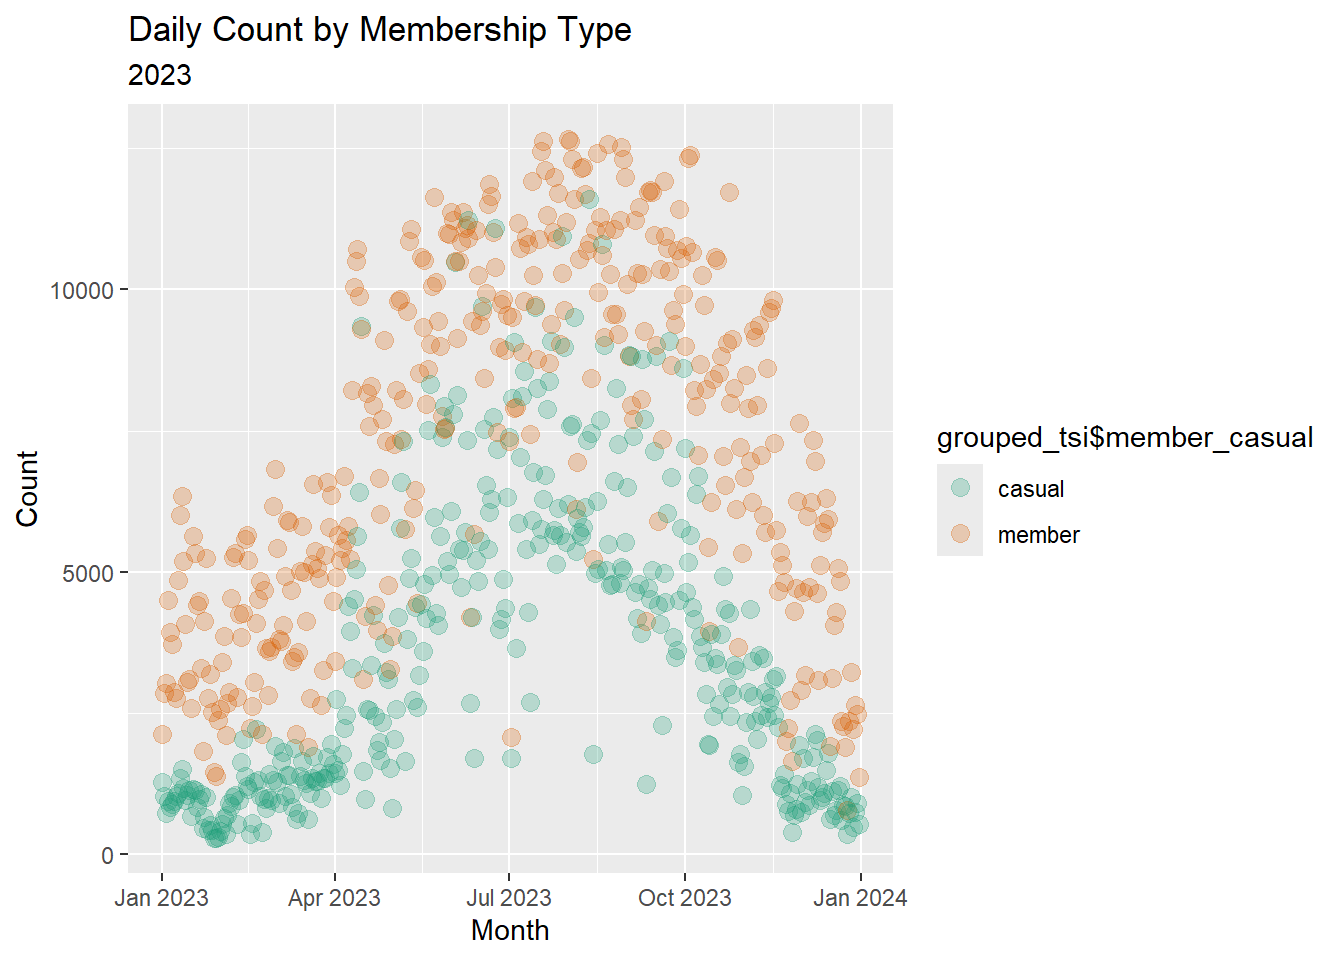 Daily Count by Membership Type
2023
Count
10000
5000
0
Jan 2023
Apr 2023
Jul 2023
Oct 2023
Jan 2024
Month
grouped_tsi$member_casual
casual
member